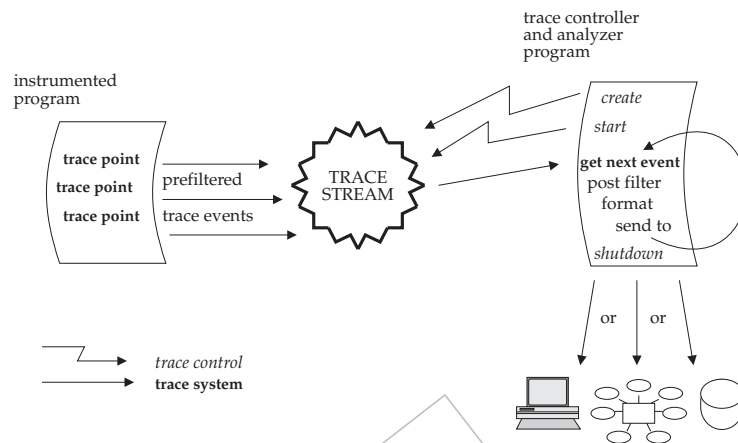 trace controller
and analyzer
program
instrumented
program
create
start
trace point
trace point
trace point
prefiltered
trace events
TRACE
STREAM
get next event
post filter
format
send to
shutdown
or or
trace control
trace system